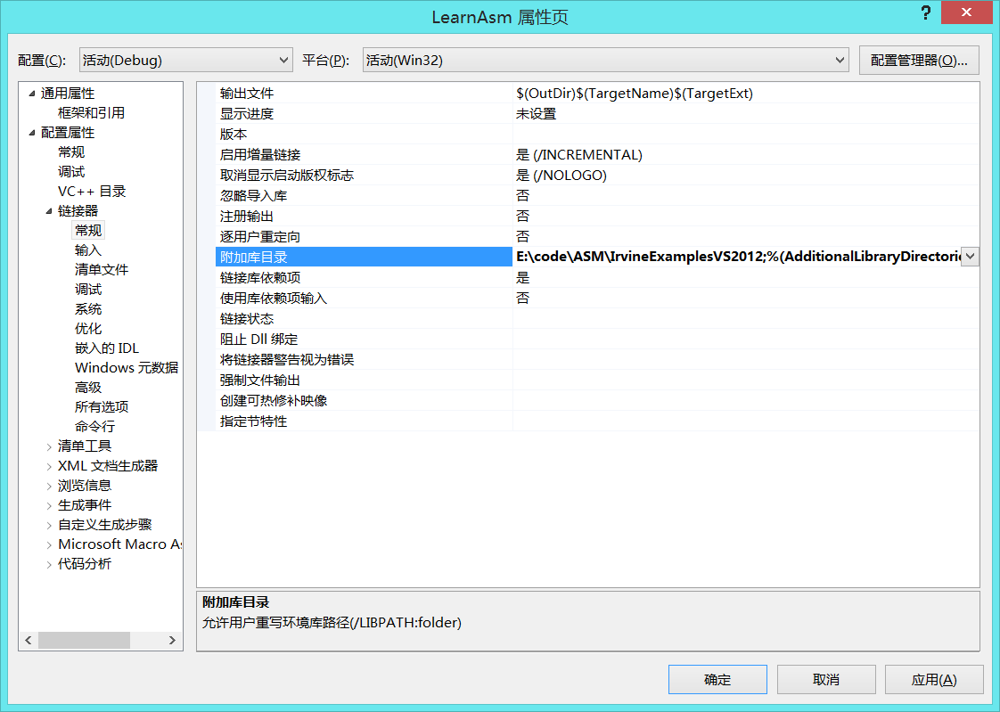 LearnAsm 属性页
?
配置(C): 活动(Debug) 平台(P): 活动(Win32) 配置管理器(O)...
通用属性
框架和引用
配置属性
常规
调试
VC++ 目录
链接器
常规
输入
清单文件
调试
系统
优化
嵌入的 IDL
Windows 元数据
高级
所有选项
命令行
清单工具
XML 文档生成器
浏览信息
生成事件
自定义生成步骤
Microsoft Macro As
代码分析
输出文件 $(OutDir)$(TargetName)$(TargetExt)
显示进度 未设置
版本
启用增量链接 是 (/INCREMENTAL)
取消显示启动版权标志 是 (/NOLOGO)
忽略导入库 否
注册输出 否
逐用户重定向 否
附加库目录 E:\code\ASM\IrvineExamplesVS2012;%(AdditionalLibraryDirectorie
链接库依赖项 是
使用库依赖项输入 否
链接状态
阻止 Dll 绑定
将链接器警告视为错误
强制文件输出
创建可热修补映像
指定节特性
附加库目录
允许用户重写环境库路径(/LIBPATH:folder)
确定 取消 应用(A)